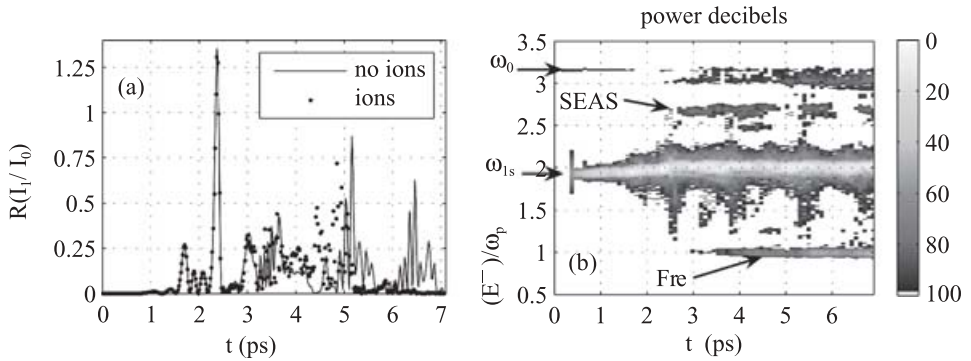 (a)
no ions
ions
1.25
1
0.75
0.5
0.25
0
R(I₁/ I₀)
0 1 2 3 4 5 6 7
t (ps)
power decibels
3.5
3
2.5
2
1.5
1
0.5
ω₀
SEAS
ω₁ₛ
(E⁻)/ωₚ
(b)
Fre
0 1 2 3 4 5 6
t (ps)
0
20
40
60
80
100